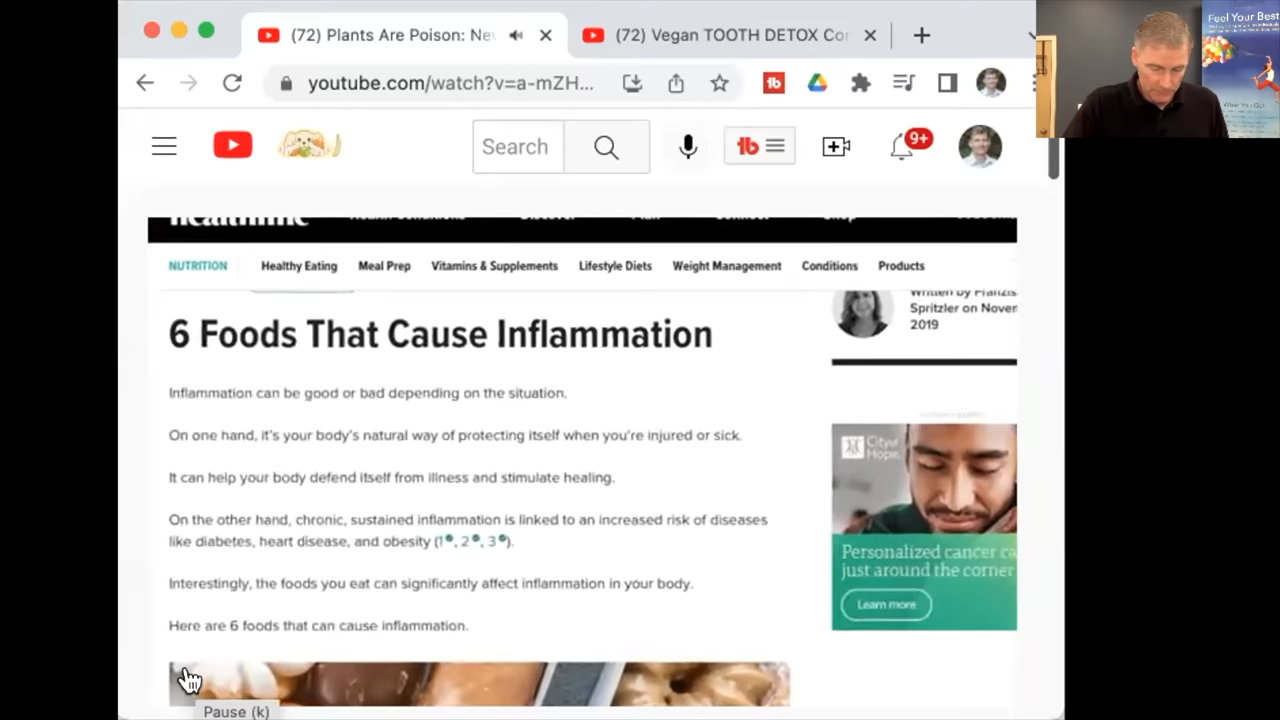 (72) Plants Are Poison: Ne
(72) Vegan TOOTH DETOX Co
youtube.com/watch?v=a-mZH...
Search
9+
Feel Your Best
What You Get
healthline
NUTRITION Healthy Eating Meal Prep Vitamins & Supplements Lifestyle Diets Weight Management Conditions Products
6 Foods That Cause Inflammation
Written by Franzis
Spritzler on Novem
2019
Inflammation can be good or bad depending on the situation.
On one hand, it's your body's natural way of protecting itself when you're injured or sick.
It can help your body defend itself from illness and stimulate healing.
On the other hand, chronic, sustained inflammation is linked to an increased risk of diseases
like diabetes, heart disease, and obesity (1, 2, 3).
Interestingly, the foods you eat can significantly affect inflammation in your body.
Here are 6 foods that can cause inflammation.
City of
Hope.
Personalized cancer ca
just around the corner
Learn more
Pause (k)